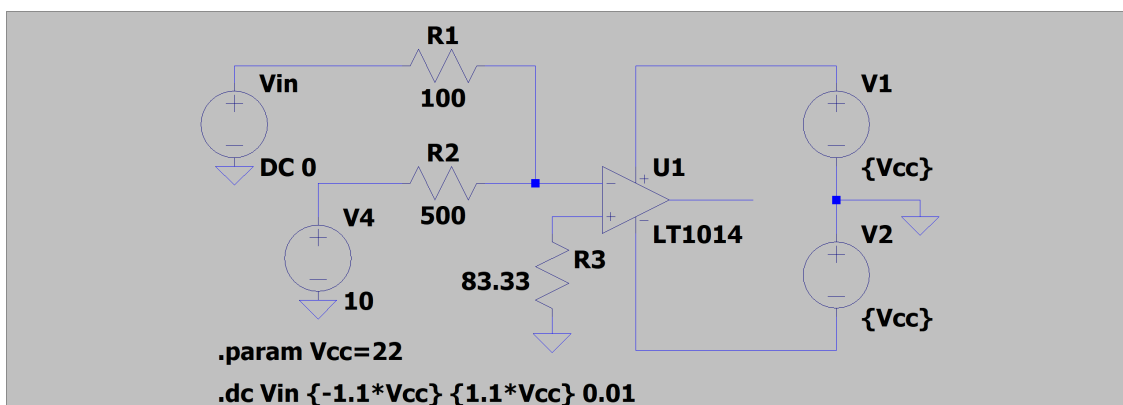 R1
Vin
100
V1
DC 0
R2
U1
{Vcc}
V4
500
LT1014
V2
R3
83.33
10
{Vcc}
.param Vcc=22
.dc Vin {-1.1*Vcc} {1.1*Vcc} 0.01